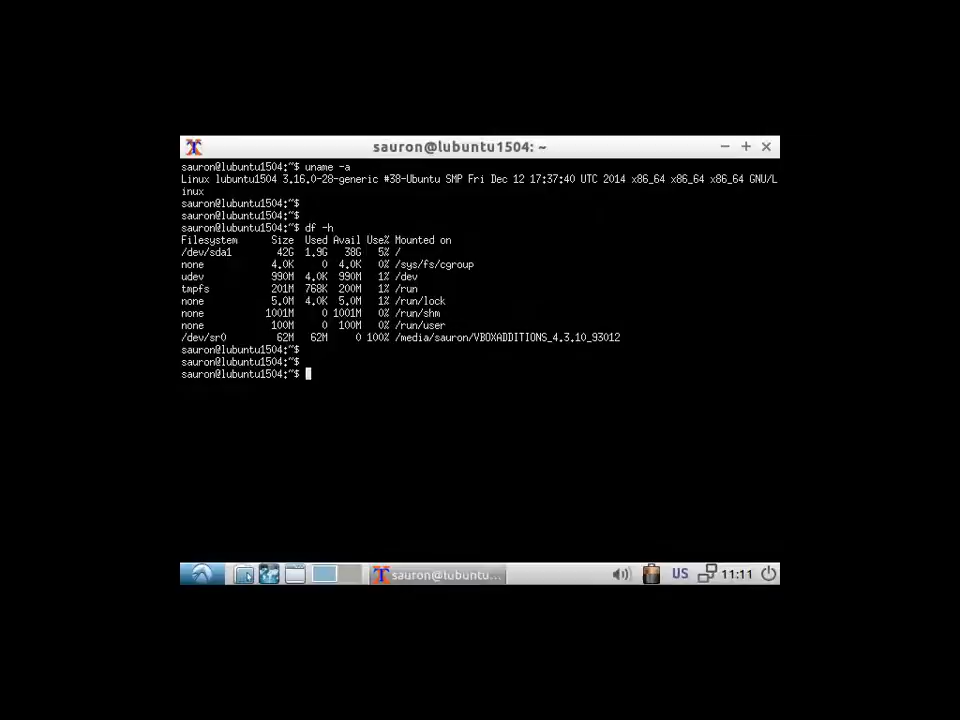 sauron@lubuntu1504: ~
sauron@lubuntu1504:~$ uname -a
Linux lubuntu1504 3.16.0-28-generic #38-Ubuntu SMP Fri Dec 12 17:37:40 UTC 2014 x86_64 x86_64 x86_64 GNU/L
inux
sauron@lubuntu1504:~$
sauron@lubuntu1504:~$
sauron@lubuntu1504:~$ df -h
Filesystem      Size  Used Avail Use% Mounted on
/dev/sda1        42G  1.9G   38G   5% /
none            4.0K     0  4.0K   0% /sys/fs/cgroup
udev            990M  4.0K  990M   1% /dev
tmpfs           201M  768K  200M   1% /run
none            5.0M  4.0K  5.0M   1% /run/lock
none           1001M     0 1001M   0% /run/shm
none            100M     0  100M   0% /run/user
/dev/sr0         62M   62M     0 100% /media/sauron/VBOXADDITIONS_4.3.10_93012
sauron@lubuntu1504:~$
sauron@lubuntu1504:~$
sauron@lubuntu1504:~$
sauron@lubuntu... US 11:11